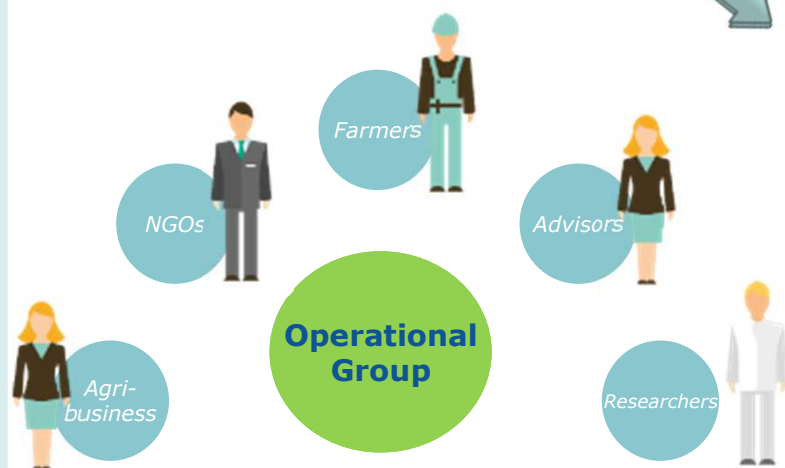 Farmers
NGOs
Advisors
Operational
Group
Agri-
business
Researchers